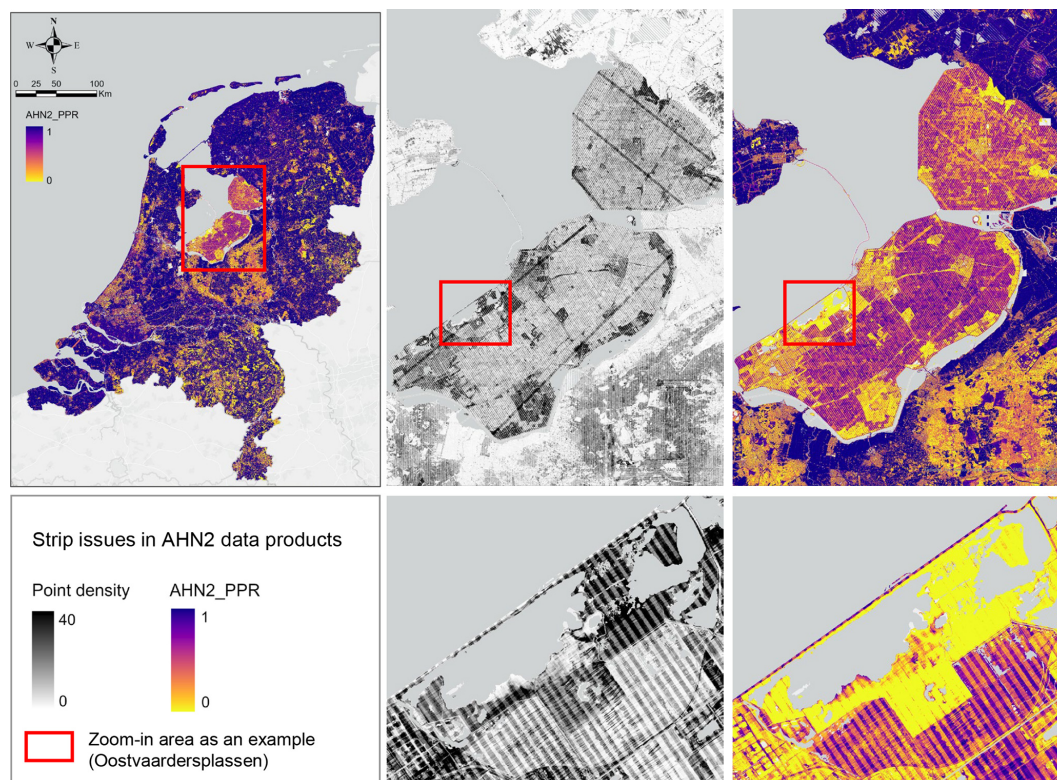 N
W
E
S
0 25 50 100
Km
AHN2_PPR
1
0
Strip issues in AHN2 data products
Point density
40
0
AHN2_PPR
1
0
Zoom-in area as an example
(Oostvaardersplassen)